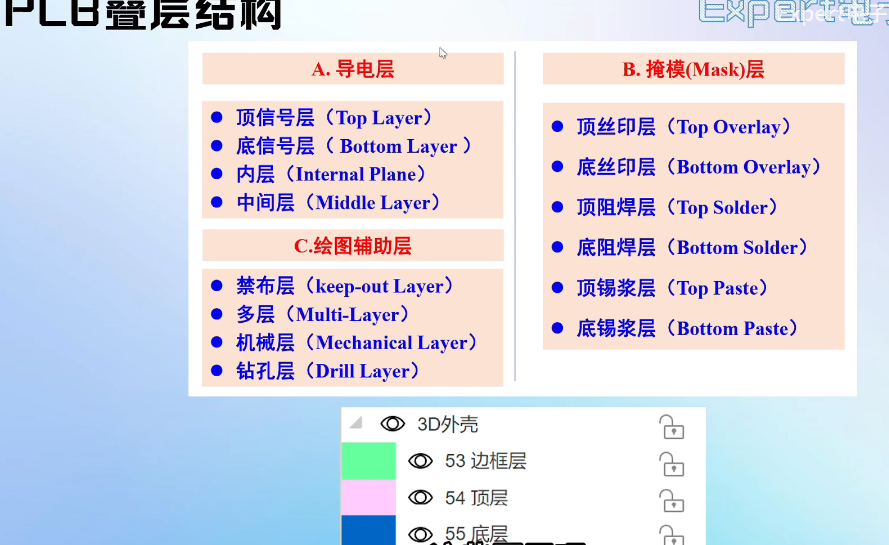 PCB叠层结构
Expert电子
A. 导电层
顶信号层（Top Layer）
底信号层（ Bottom Layer ）
内层（Internal Plane）
中间层（Middle Layer）
C.绘图辅助层
禁布层（keep-out Layer）
多层（Multi-Layer）
机械层（Mechanical Layer）
钻孔层（Drill Layer）
B. 掩模(Mask)层
顶丝印层（Top Overlay）
底丝印层（Bottom Overlay）
顶阻焊层（Top Solder）
底阻焊层（Bottom Solder）
顶锡浆层（Top Paste）
底锡浆层（Bottom Paste）
3D外壳
53 边框层
54 顶层
55 底层